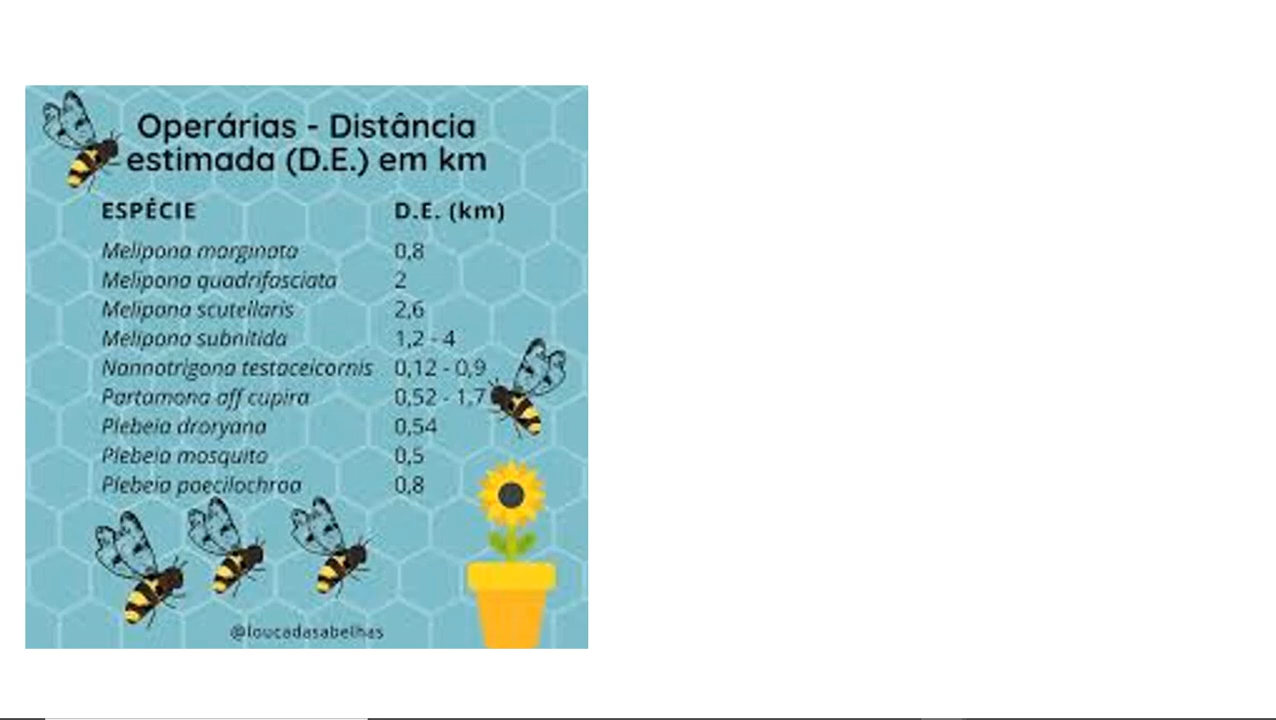 Operárias - Distância
estimada (D.E.) em km
ESPÉCIE D.E. (km)
Melipona marginata 0,8
Melipona quadrifasciata 2
Melipona scutellaris 2,6
Melipona subnitida 1,2 - 4
Nannotrigona testaceicornis 0,12 - 0,9
Partamona aff cupira 0,52 - 1,7
Plebeia droryana 0,54
Plebeia mosquito 0,5
Plebeia poecilochroa 0,8
@loucadasabelhas